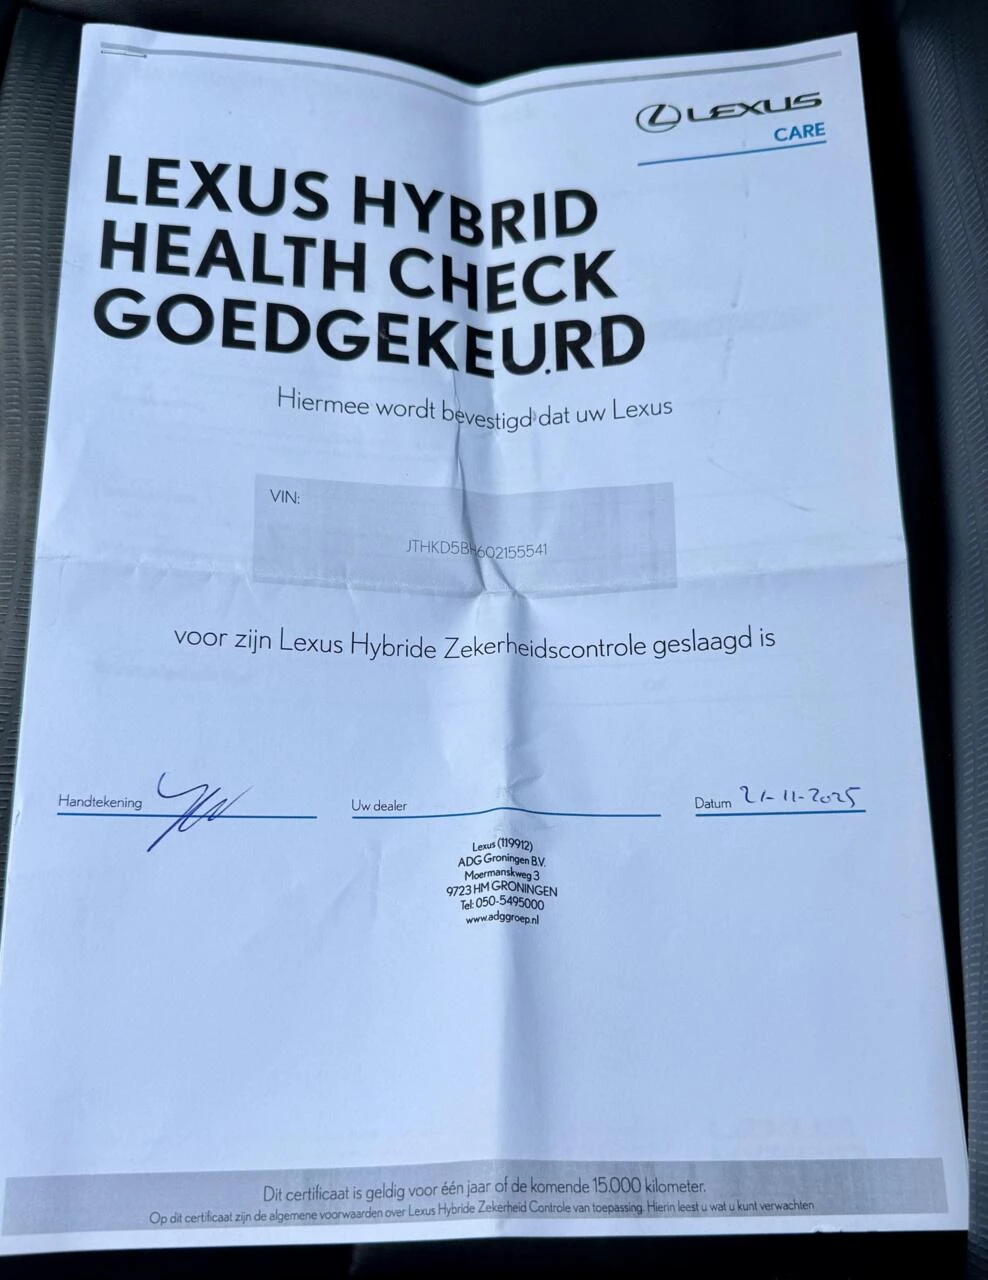 LEXUS
CARE
LEXUS HYBRID
HEALTH CHECK
GOEDGEKEURD
Hiermee wordt bevestigd dat uw Lexus
VIN:
JTHKD5BH602155541
voor zijn Lexus Hybride Zekerheidscontrole geslaagd is
Handtekening
Uw dealer
Datum 21-11-2025
Lexus (119912)
ADG Groningen B.V.
Moermanskweg 3
9723 HM GRONINGEN
Tel: 050-5495000
www.adggroep.nl
Dit certificaat is geldig voor één jaar of de komende 15.000 kilometer.
Op dit certificaat zijn de algemene voorwaarden over Lexus Hybride Zekerheid Controle van toepassing. Hierin leest u wat u kunt verwachten